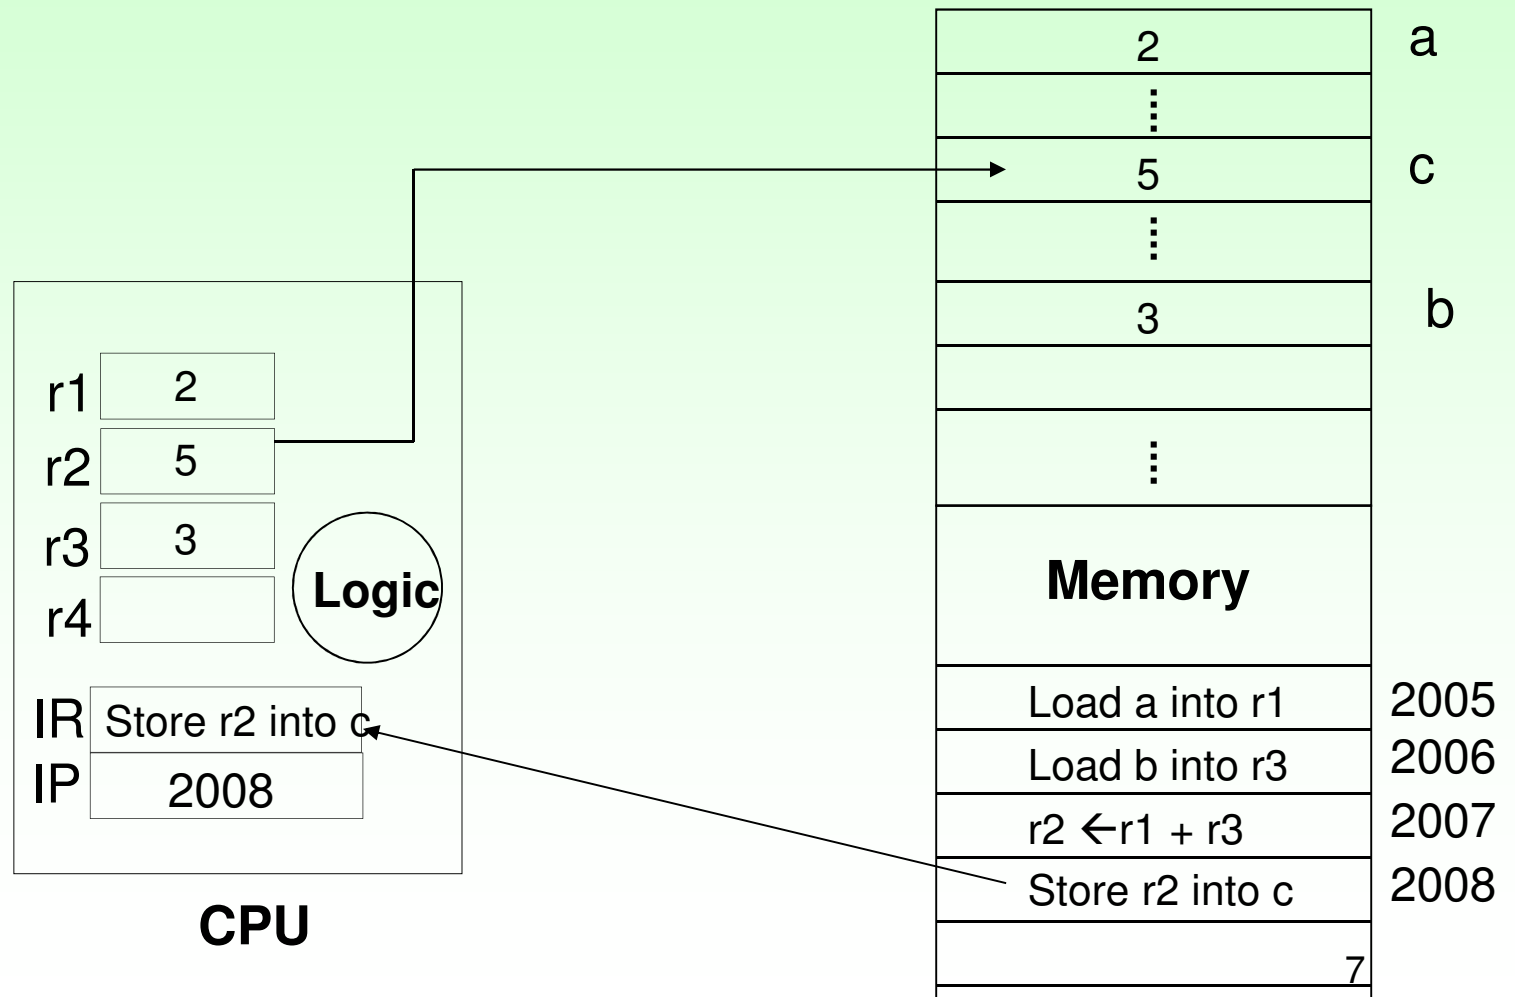 2 a
5 c
3 b
r1 2
r2 5
r3 3
r4
Logic
IR Store r2 into c
IP 2008
CPU
Memory
Load a into r1 2005
Load b into r3 2006
r2 ←r1 + r3 2007
Store r2 into c 2008
7